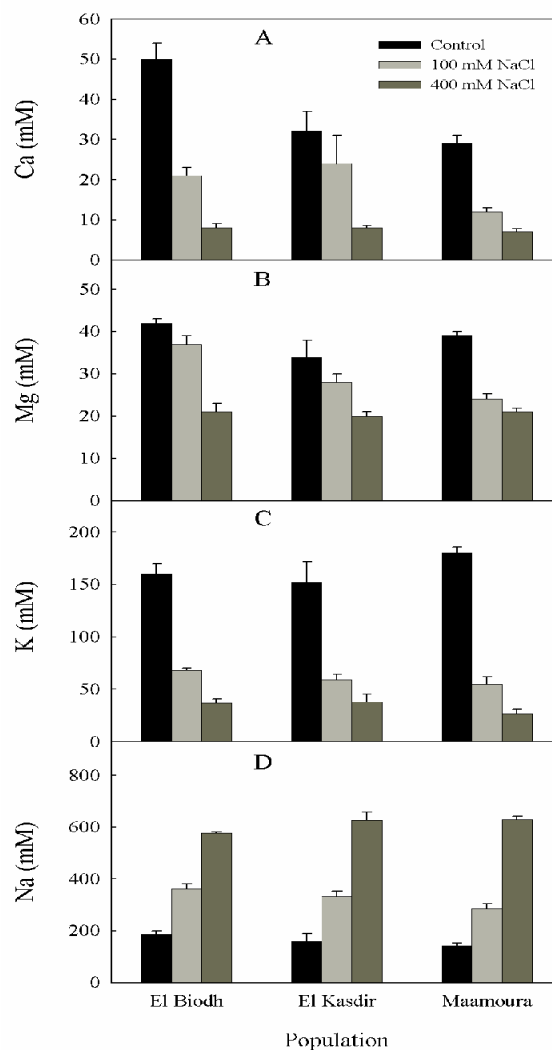 A
Control
100 mM NaCl
400 mM NaCl
60
50
40
30
20
10
0
Ca (mM)
B
50
40
30
20
10
0
Mg (mM)
C
200
150
100
50
0
K (mM)
D
800
600
400
200
0
Na (mM)
El Biodh El Kasdir Maamoura
Population